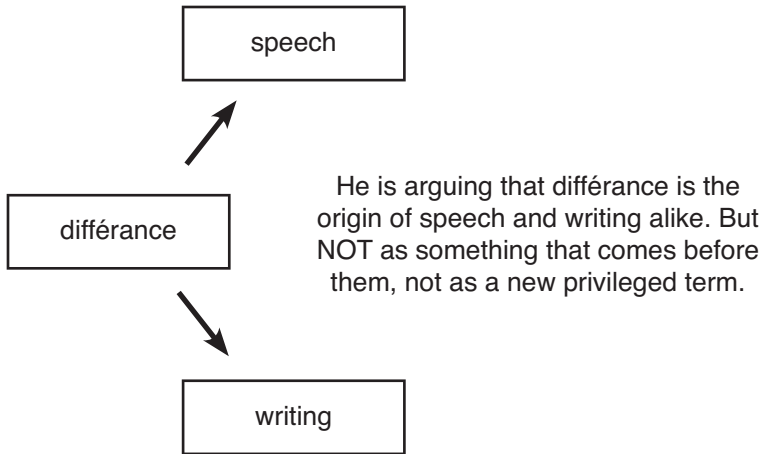 speech
différance
He is arguing that différance is the
origin of speech and writing alike. But
NOT as something that comes before
them, not as a new privileged term.
writing